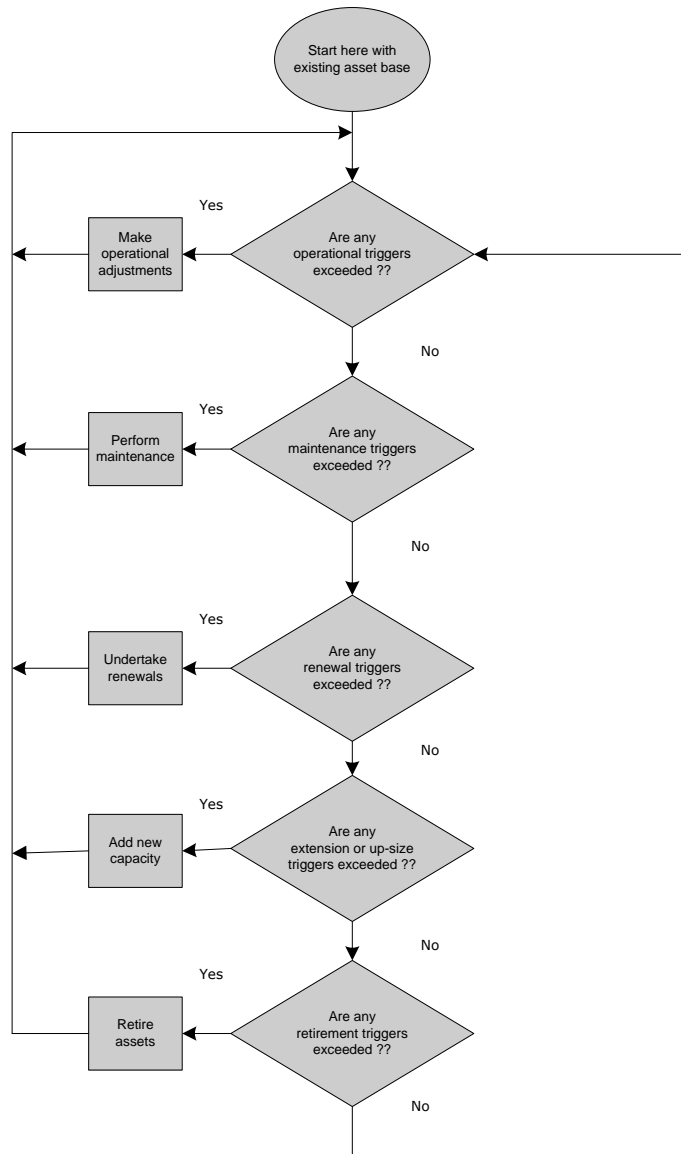 Start here with
existing asset base
Yes
Make
operational
adjustments
Are any
operational triggers
exceeded ??
No
Yes
Perform
maintenance
Are any
maintenance triggers
exceeded ??
No
Yes
Undertake
renewals
Are any
renewal triggers
exceeded ??
No
Yes
Add new
capacity
Are any
extension or up-size
triggers exceeded ??
No
Yes
Retire
assets
Are any
retirement triggers
exceeded ??
No